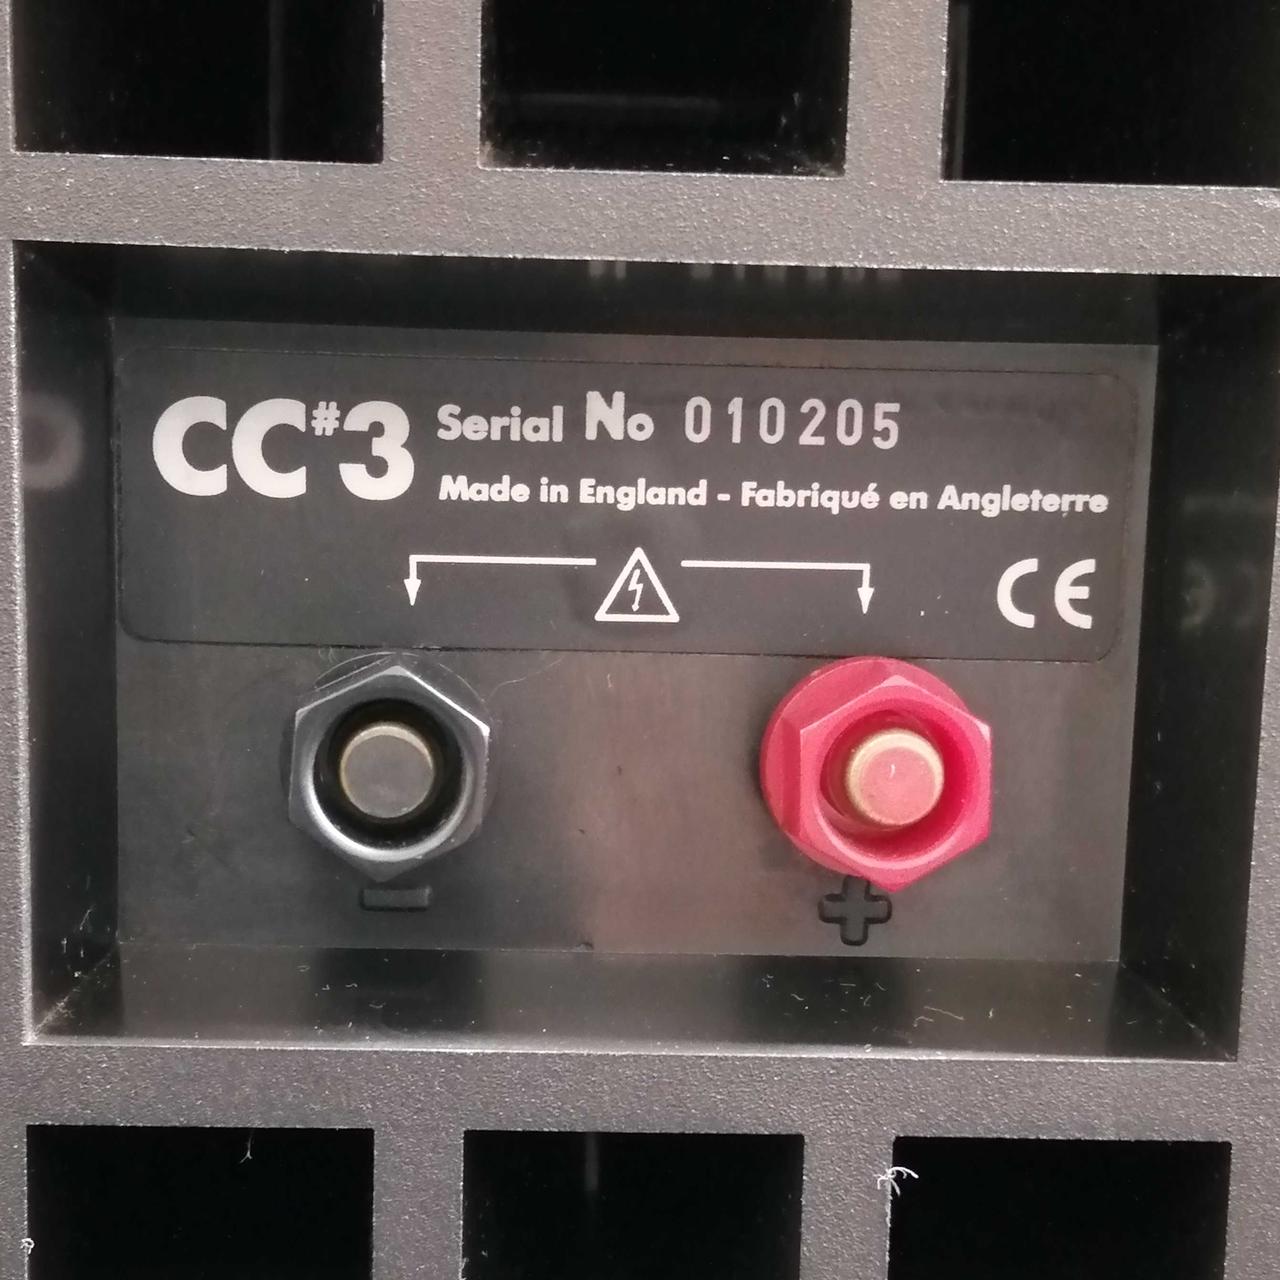 CC#3 Serial No 010205
Made in England - Fabriqué en Angleterre
CE
- +